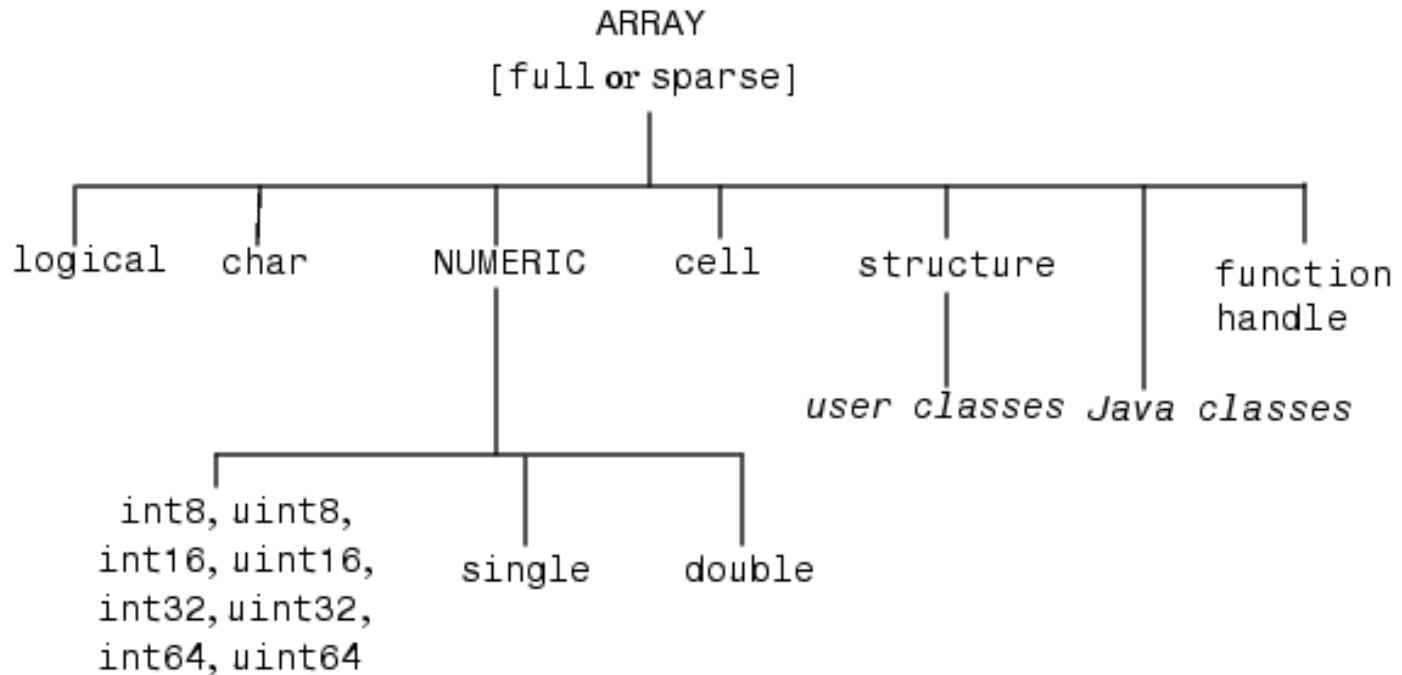 ARRAY
[full or sparse]
logical char NUMERIC cell structure function
handle
user classes Java classes
int8, uint8,
int16, uint16,
int32, uint32,
int64, uint64
single double